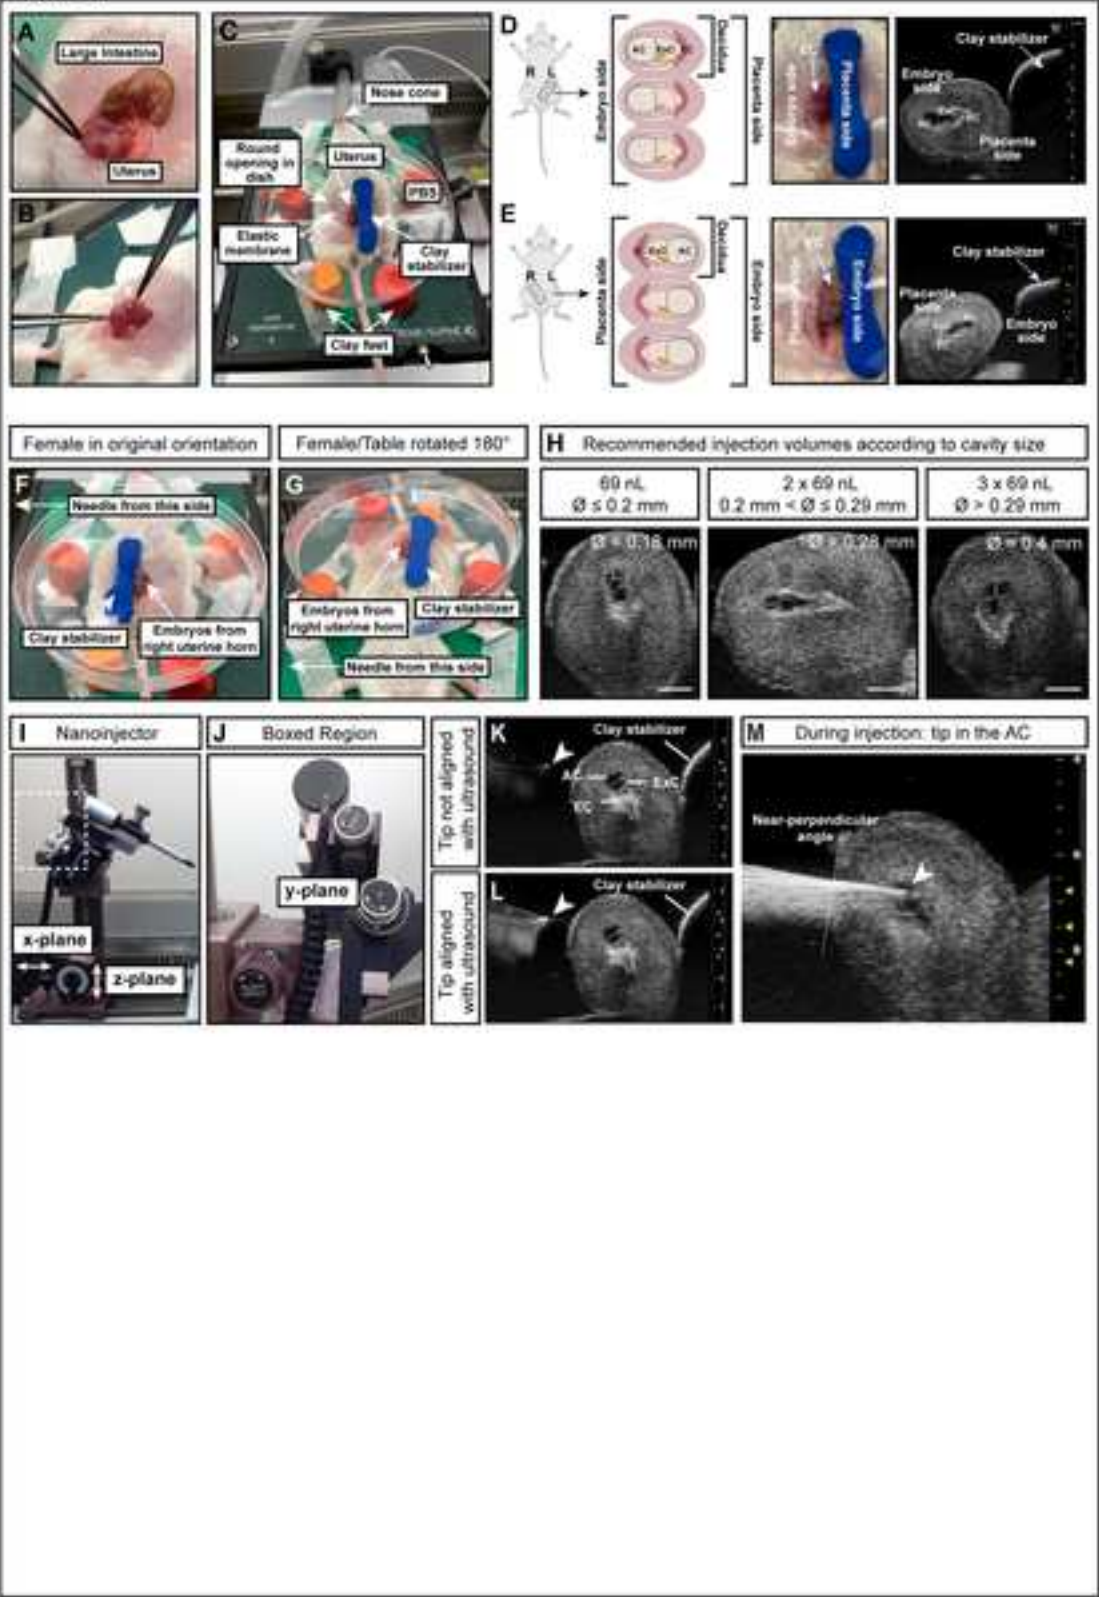 A
Large Intestine
Uterus
B
C
Nose cone
Round
opening in
dish
Uterus
PBS
Elastic
membrane
Clay
stabilizer
Clay feet
D
R L
Embryo side
AC ExC
Decidua
Placenta side
Placenta side
Clay stabilizer
Embryo
side
Placenta
side
E
R L
Placenta side
ExC AC
Decidua
Embryo side
Embryo side
Clay stabilizer
Placenta
side
Embryo
side
Female in original orientation
F
Needle from this side
Clay stabilizer
Embryos from
right uterine horn
Female/Table rotated 180°
G
Embryos from
right uterine horn
Clay stabilizer
Needle from this side
H Recommended injection volumes according to cavity size
69 nL
Ø ≤ 0.2 mm
2 x 69 nL
0.2 mm < Ø ≤ 0.29 mm
3 x 69 nL
Ø > 0.29 mm
Ø = 0.18 mm
Ø = 0.28 mm
Ø = 0.4 mm
I Nanoinjector
x-plane
z-plane
J Boxed Region
y-plane
Tip not aligned
with ultrasound
K
Clay stabilizer
AC
ExC
EC
Tip aligned
with ultrasound
L
Clay stabilizer
M During injection: tip in the AC
Near-perpendicular
angle